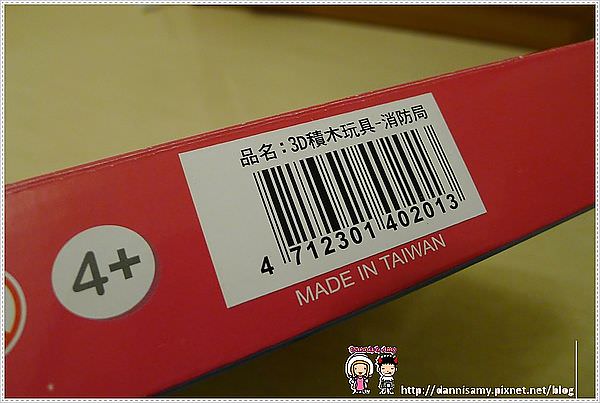 品名:3D積木玩具-消防局
4 712301 402013
MADE IN TAIWAN
4+
http://dannisamy.pixnet.net/blog